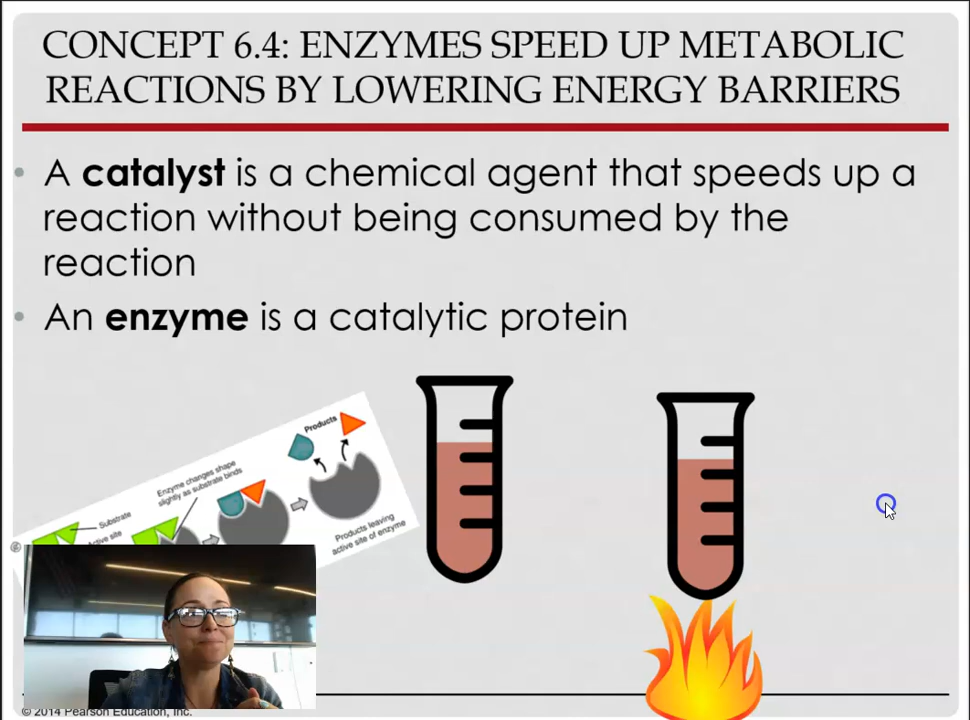 CONCEPT 6.4: ENZYMES SPEED UP METABOLIC
REACTIONS BY LOWERING ENERGY BARRIERS
• A catalyst is a chemical agent that speeds up a
reaction without being consumed by the
reaction
• An enzyme is a catalytic protein
Products
Enzyme changes shape
slightly as substrate binds
Substrate
Active site
Products leaving
active site of enzyme
© 2014 Pearson Education, Inc.